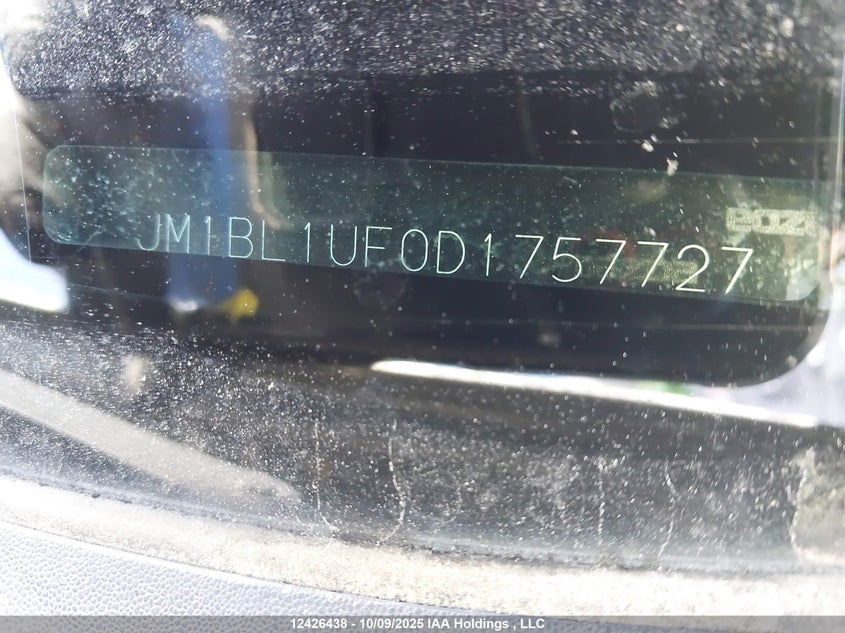 JM1BL1UF0D1757727
12426438 - 10/09/2025 IAA Holdings , LLC